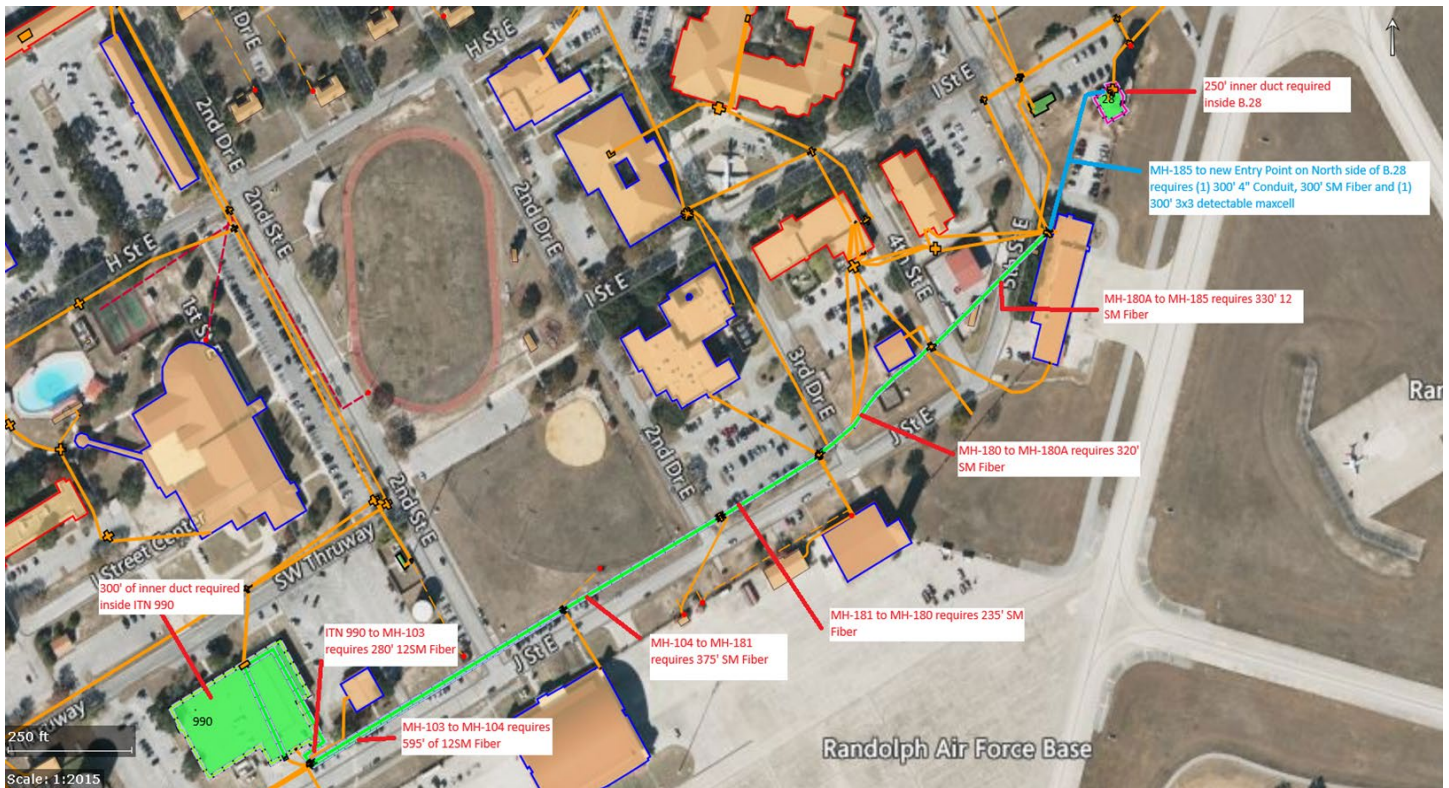 H St E
2nd Dr E
I St E
250' inner duct required
inside B.28
28
2nd Dr E
2nd St E
MH-185 to new Entry Point on North side of B.28
requires (1) 300' 4" Conduit, 300' SM Fiber and (1)
300' 3x3 detectable maxcell
H St E
1st St E
I St E
4th St E
5th St E
MH-180A to MH-185 requires 330' 12
SM Fiber
3rd Dr E
Ran
J St E
2nd Dr E
MH-180 to MH-180A requires 320'
SM Fiber
2nd St E
J Street Center
SW Thruway
300' of inner duct required
inside ITN 990
ITN 990 to MH-103
requires 280' 12SM Fiber
MH-181 to MH-180 requires 235' SM
Fiber
MH-104 to MH-181
requires 375' SM Fiber
J St E
990
MH-103 to MH-104 requires
595' of 12SM Fiber
Thruway
250 ft
Randolph Air Force Base
Scale: 1:2015